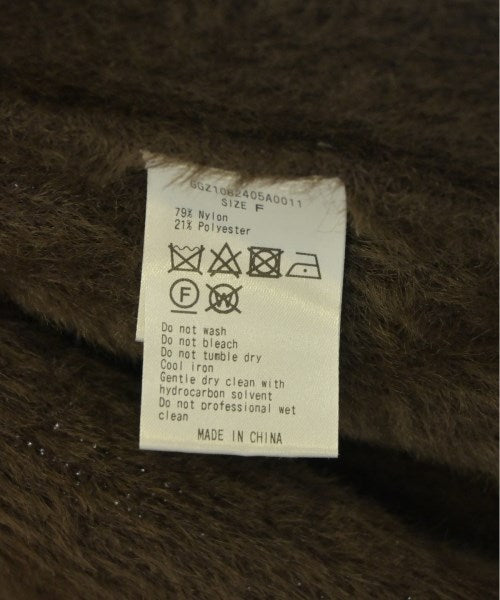 GGZ1082405A0011
SIZE F
79% Nylon
21% Polyester
F W
Do not wash
Do not bleach
Do not tumble dry
Cool iron
Gentle dry clean with
hydrocarbon solvent
Do not professional wet
clean
MADE IN CHINA